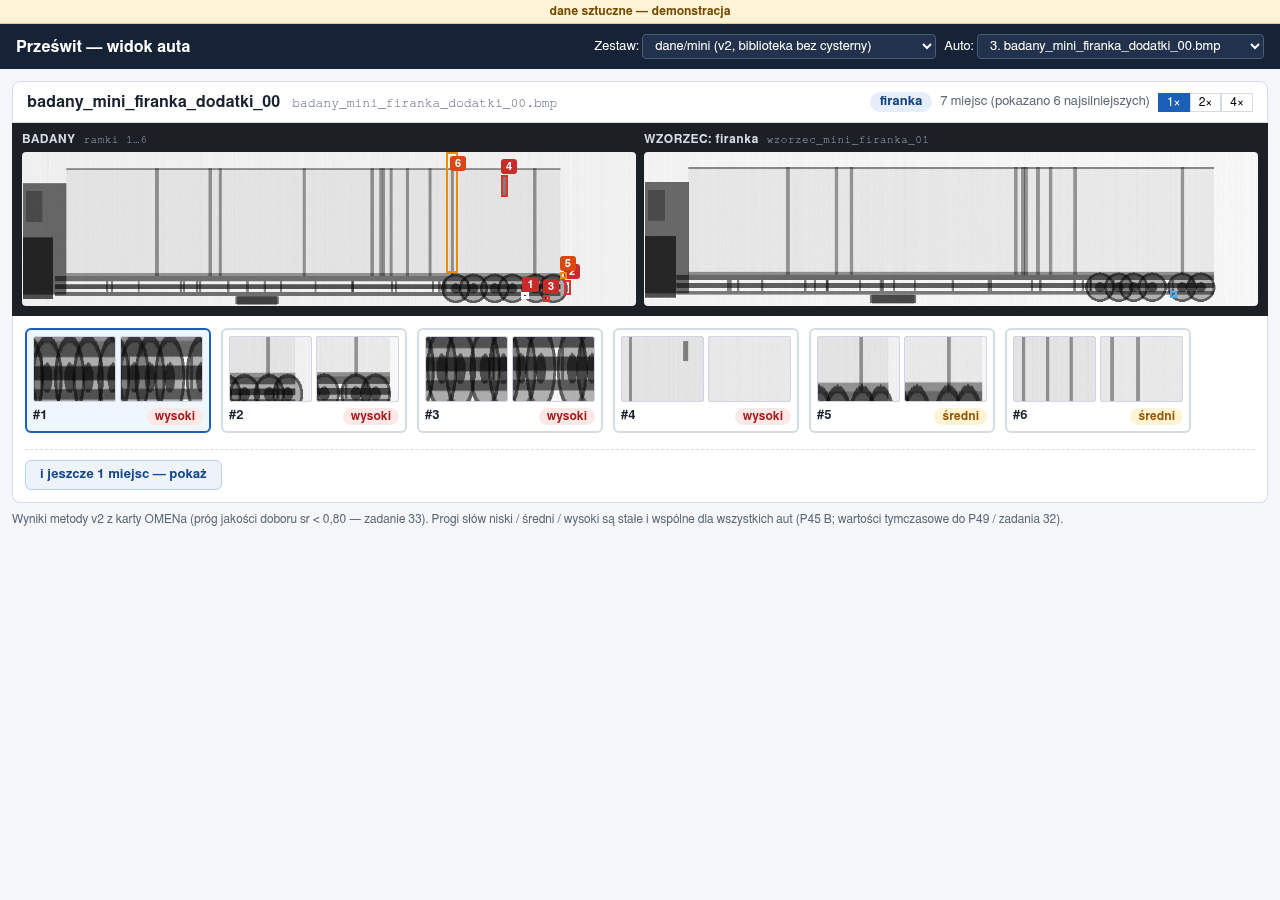 dane sztuczne — demonstracja
Prześwit — widok auta
Zestaw: dane/mini (v2, biblioteka bez cysterny)
Auto: 3. badany_mini_firanka_dodatki_00.bmp
badany_mini_firanka_dodatki_00 badany_mini_firanka_dodatki_00.bmp
firanka 7 miejsc (pokazano 6 najsilniejszych) 1× 2× 4×
BADANY ramki 1…6
WZORZEC: firanka wzorzec_mini_firanka_01
6
4
5
2
1
3
#1 wysoki
#2 wysoki
#3 wysoki
#4 wysoki
#5 średni
#6 średni
i jeszcze 1 miejsc — pokaż
Wyniki metody v2 z karty OMENa (próg jakości doboru sr < 0,80 — zadanie 33). Progi słów niski / średni / wysoki są stałe i wspólne dla wszystkich aut (P45 B; wartości tymczasowe do P49 / zadania 32).